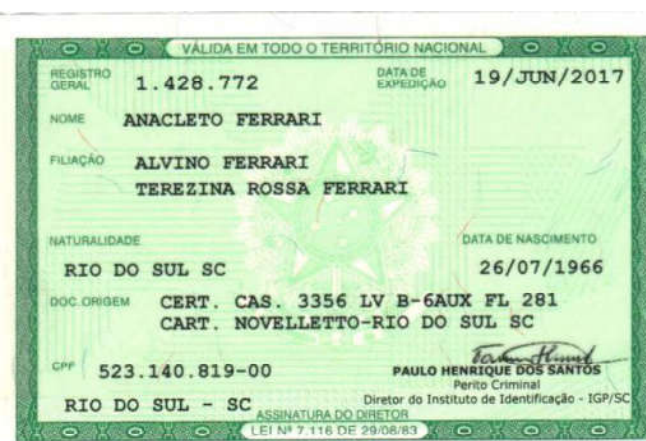 VÁLIDA EM TODO O TERRITÓRIO NACIONAL
REGISTRO GERAL 1.428.772 DATA DE EXPEDIÇÃO 19/JUN/2017
NOME ANACLETO FERRARI
FILIAÇÃO ALVINO FERRARI
TEREZINA ROSSA FERRARI
NATURALIDADE DATA DE NASCIMENTO
RIO DO SUL SC 26/07/1966
DOC.ORIGEM CERT. CAS. 3356 LV B-6AUX FL 281
CART. NOVELLETTO-RIO DO SUL SC
CPF 523.140.819-00 PAULO HENRIQUE DOS SANTOS
Perito Criminal
RIO DO SUL - SC Diretor do Instituto de Identificação - IGP/SC
ASSINATURA DO DIRETOR
LEI Nº 7.116 DE 29/08/83